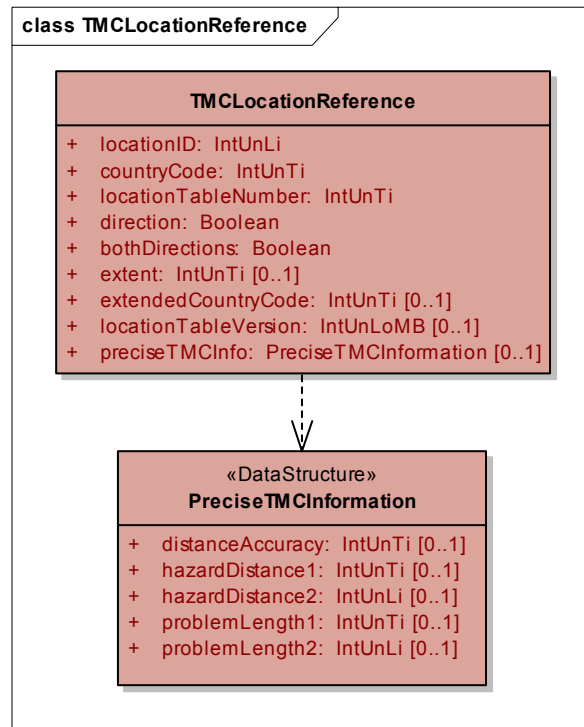 class TMCLocationReference
TMCLocationReference
+ locationID: IntUnLi
+ countryCode: IntUnTi
+ locationTableNumber: IntUnTi
+ direction: Boolean
+ bothDirections: Boolean
+ extent: IntUnTi [0..1]
+ extendedCountryCode: IntUnTi [0..1]
+ locationTableVersion: IntUnLoMB [0..1]
+ preciseTMCInfo: PreciseTMCInformation [0..1]
«DataStructure»
PreciseTMCInformation
+ distanceAccuracy: IntUnTi [0..1]
+ hazardDistance1: IntUnTi [0..1]
+ hazardDistance2: IntUnLi [0..1]
+ problemLength1: IntUnTi [0..1]
+ problemLength2: IntUnLi [0..1]